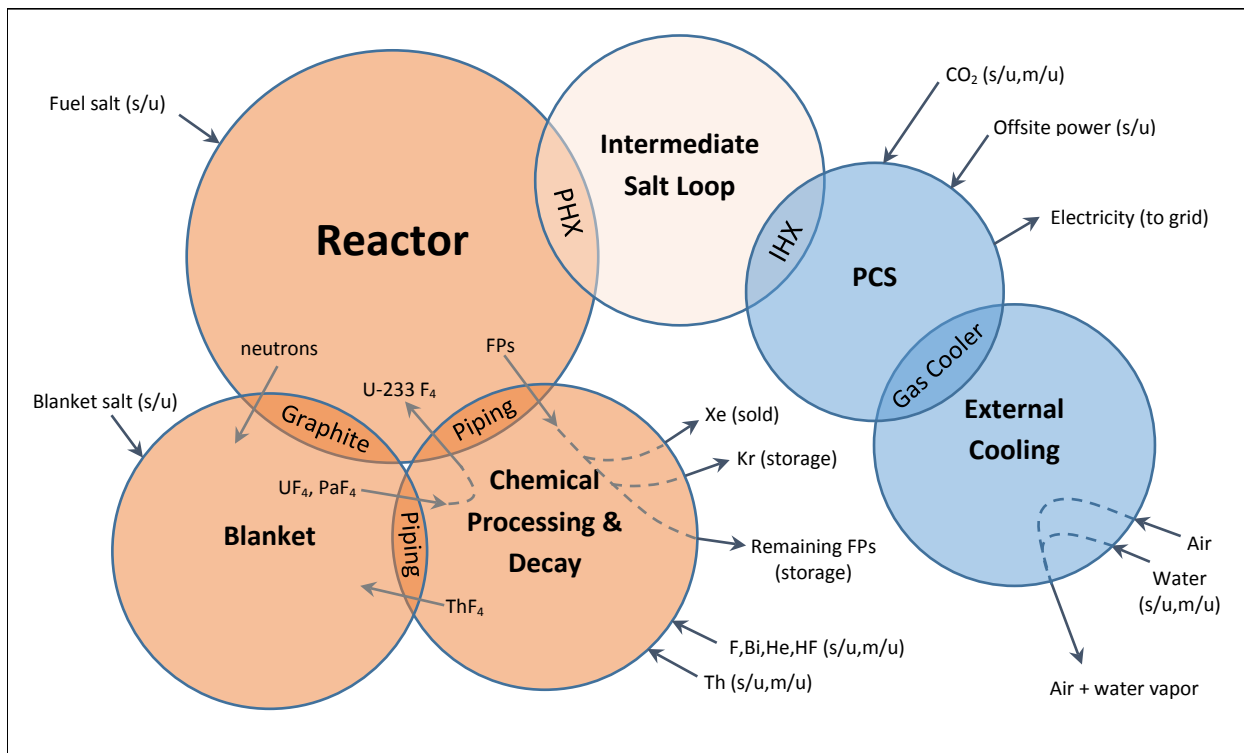 CO₂ (s/u,m/u)
Fuel salt (s/u)
Offsite power (s/u)
Intermediate
Salt Loop
PHX
Electricity (to grid)
Reactor
IHX
PCS
neutrons
FPs
Gas Cooler
Blanket salt (s/u)
U-233 F₄
Graphite
Piping
Xe (sold)
External
Cooling
Kr (storage)
UF₄, PaF₄
Chemical
Processing &
Decay
Blanket
Piping
Remaining FPs
(storage)
Air
Water
(s/u,m/u)
ThF₄
F,Bi,He,HF (s/u,m/u)
Th (s/u,m/u)
Air + water vapor